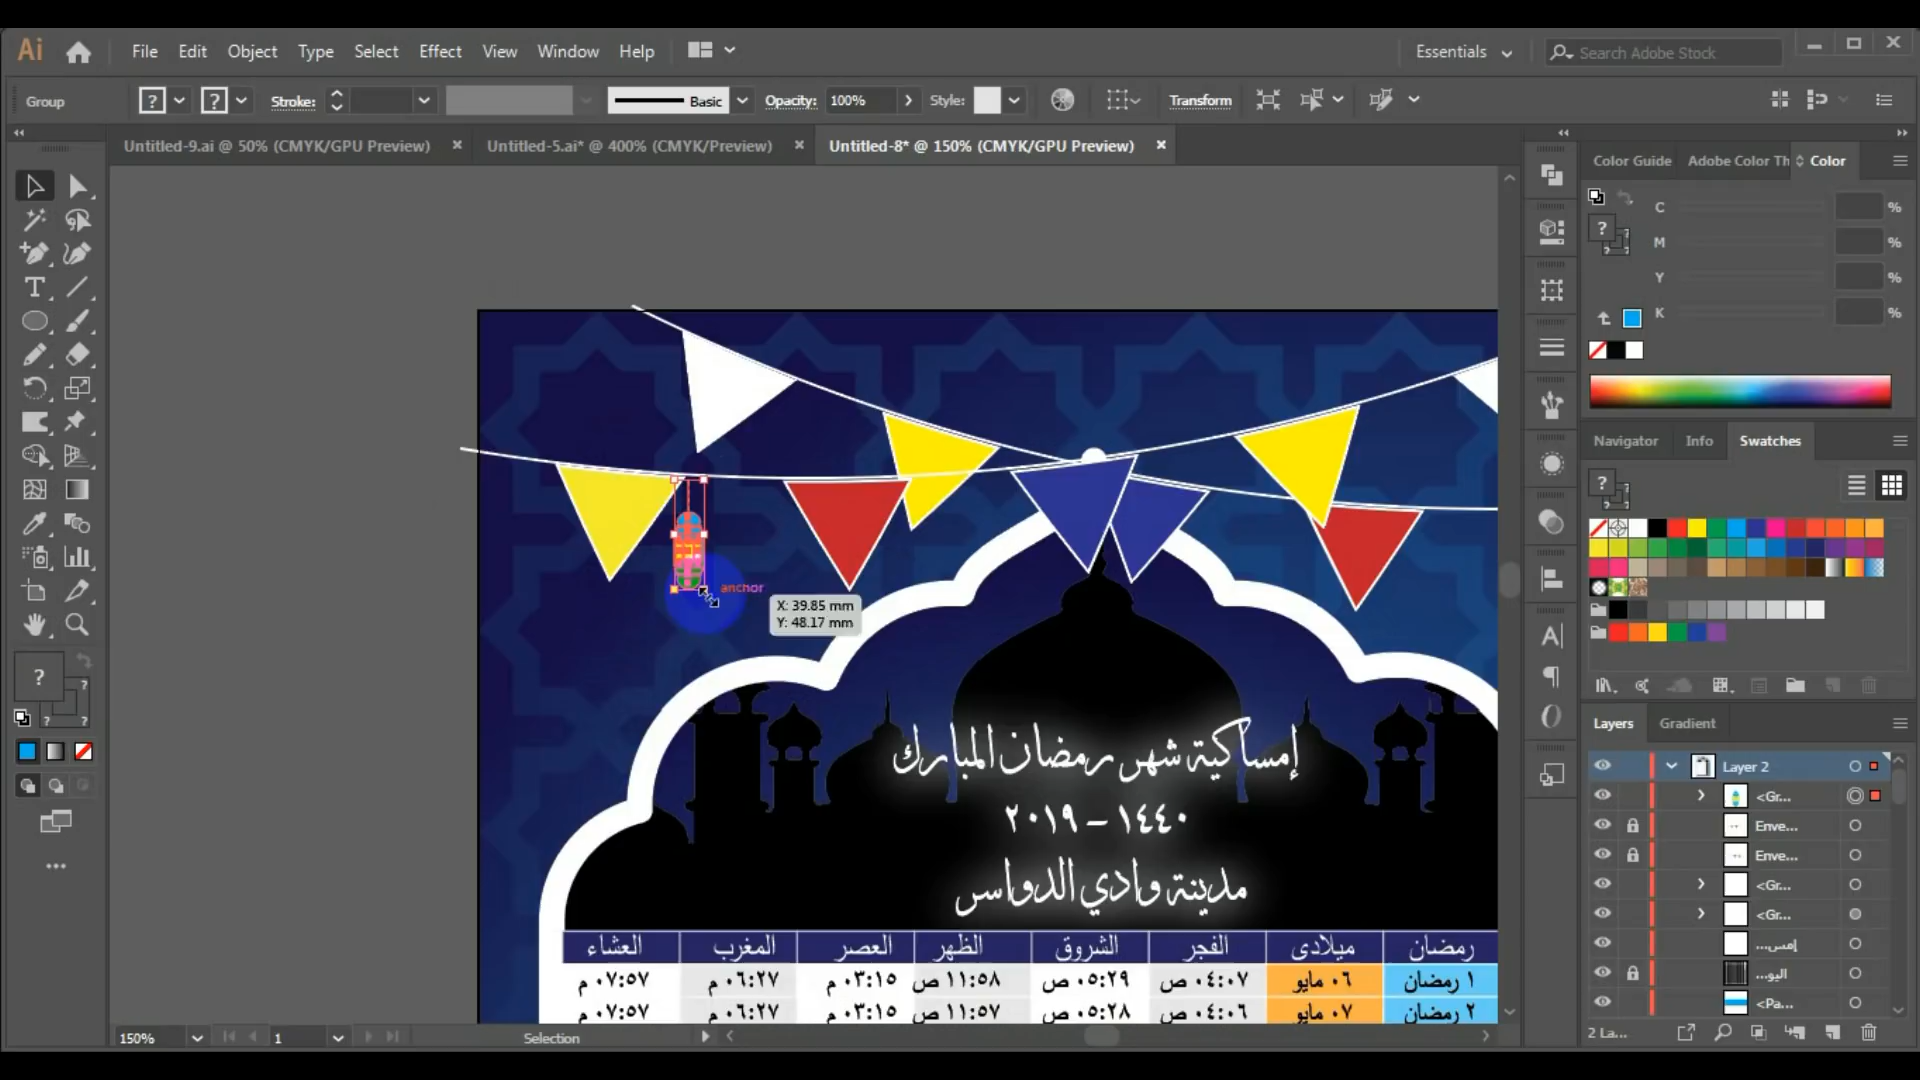 Ai File Edit Object Type Select Effect View Window Help Essentials Search Adobe Stock
Group Stroke: Basic Opacity: 100% Style: Transform
Untitled-9.ai @ 50% (CMYK/GPU Preview) Untitled-5.ai* @ 400% (CMYK/Preview) Untitled-8* @ 150% (CMYK/GPU Preview)
Color Guide Adobe Color Th Color
C %
M %
Y %
K %
Navigator Info Swatches
anchor
X: 39.85 mm
Y: 48.17 mm
إمساكية شهر رمضان المبارك
١٤٤٠ – ٢٠١٩
مدينة وادي الدواسر
رمضان ميلادى الفجر الشروق الظهر العصر المغرب العشاء
١ رمضان ٠٦ مايو ٠٤:٠٧ ص ٠٥:٢٩ ص ١١:٥٨ ص ٠٣:١٥ م ٠٦:٢٧ م ٠٧:٥٧ م
٢ رمضان ٠٧ مايو ٠٤:٠٦ ص ٠٥:٢٨ ص ١١:٥٧ ص ٠٣:١٥ م ٠٦:٢٧ م ٠٧:٥٧ م
Layers Gradient
Layer 2
<Gr...
Enve...
Enve...
<Gr...
<Gr...
إمس...
اليو...
<Pa...
2 La...
150% 1 Selection